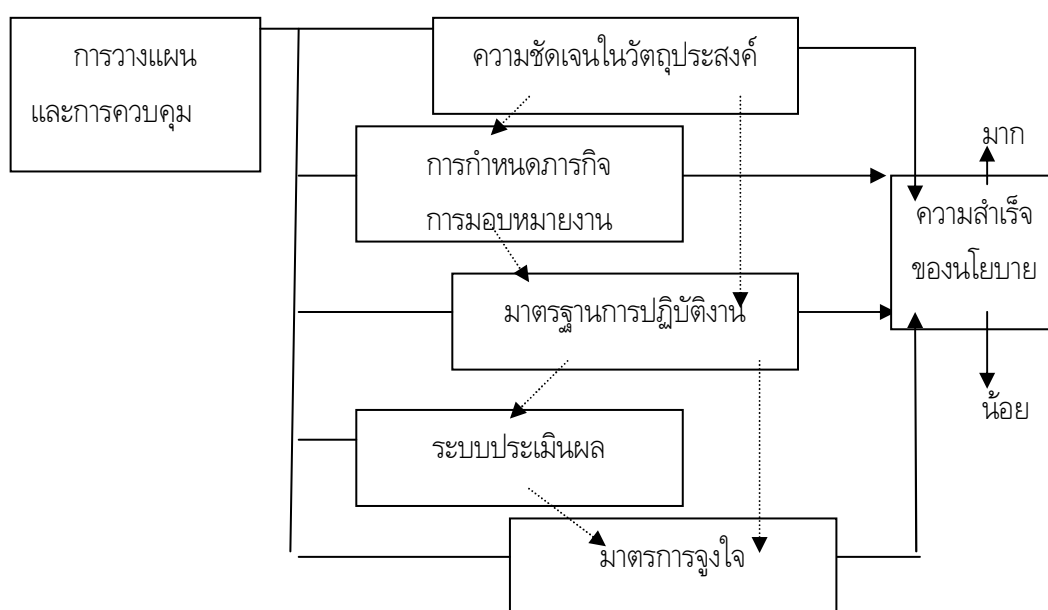 การวางแผน
และการควบคุม
ความชัดเจนในวัตถุประสงค์
การกำหนดภารกิจ
การมอบหมายงาน
มาตรฐานการปฏิบัติงาน
ระบบประเมินผล
มาตรการจูงใจ
มาก
ความสำเร็จ
ของนโยบาย
น้อย